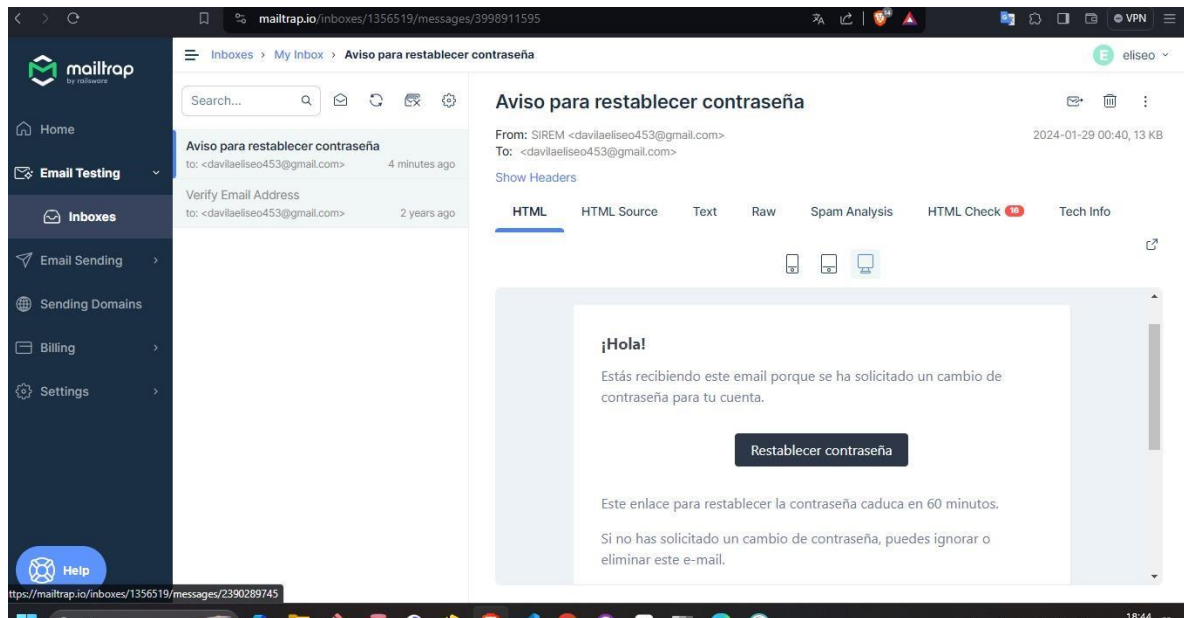 mailtrap.io/inboxes/1356519/messages/3998911595
VPN
mailtrap
by railsware
Home
Email Testing
Inboxes
Email Sending
Sending Domains
Billing
Settings
Help
Inboxes > My Inbox > Aviso para restablecer contraseña
eliseo
E
Search...
Aviso para restablecer contraseña
to: <davilaeliseo453@gmail.com> 4 minutes ago
Verify Email Address
to: <davilaeliseo453@gmail.com> 2 years ago
Aviso para restablecer contraseña
From: SIREM <davilaeliseo453@gmail.com> 2024-01-29 00:40, 13 KB
To: <davilaeliseo453@gmail.com>
Show Headers
HTML HTML Source Text Raw Spam Analysis HTML Check Tech Info
¡Hola!
Estás recibiendo este email porque se ha solicitado un cambio de
contraseña para tu cuenta.
Restablecer contraseña
Este enlace para restablecer la contraseña caduca en 60 minutos.
Si no has solicitado un cambio de contraseña, puedes ignorar o
eliminar este e-mail.
ttps://mailtrap.io/inboxes/1356519/messages/2390289745
18:44